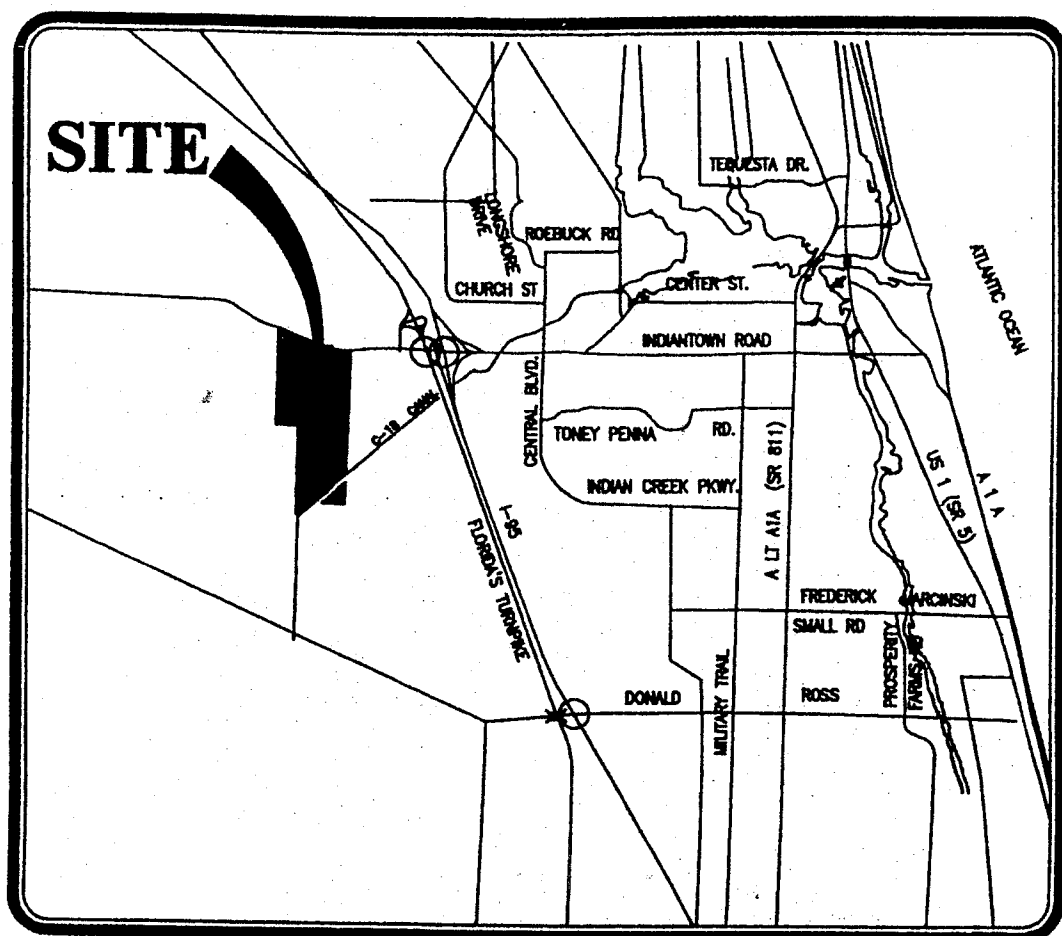 SITE
TEQUESTA DR.
LONGSHORE
DRIVE
ROEBUCK RD
CHURCH ST
CENTER ST.
ATLANTIC OCEAN
INDIANTOWN ROAD
CENTRAL BLVD.
C-18 CANAL
TONEY PENNA RD.
INDIAN CREEK PKWY.
A LT A1A (SR 811)
US 1 (SR 5)
A 1 A
I-95
FLORIDA'S TURNPIKE
FREDERICK
SMALL RD
PROSPERITY
FARMS RD
MILITARY TRAIL
DONALD ROSS